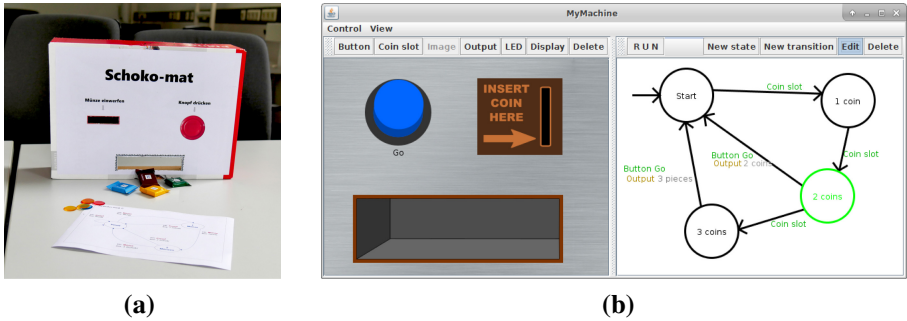 Schoko-mat
Münze einwerfen
Knopf drücken
(a)
MyMachine
Control View
Button Coin slot Image Output LED Display Delete
R U N New state New transition Edit Delete
Go
INSERT
COIN
HERE
Start
Coin slot
1 coin
Coin slot
Button Go
Output 2 coins
Button Go
Output 3 pieces
2 coins
Coin slot
3 coins
(b)